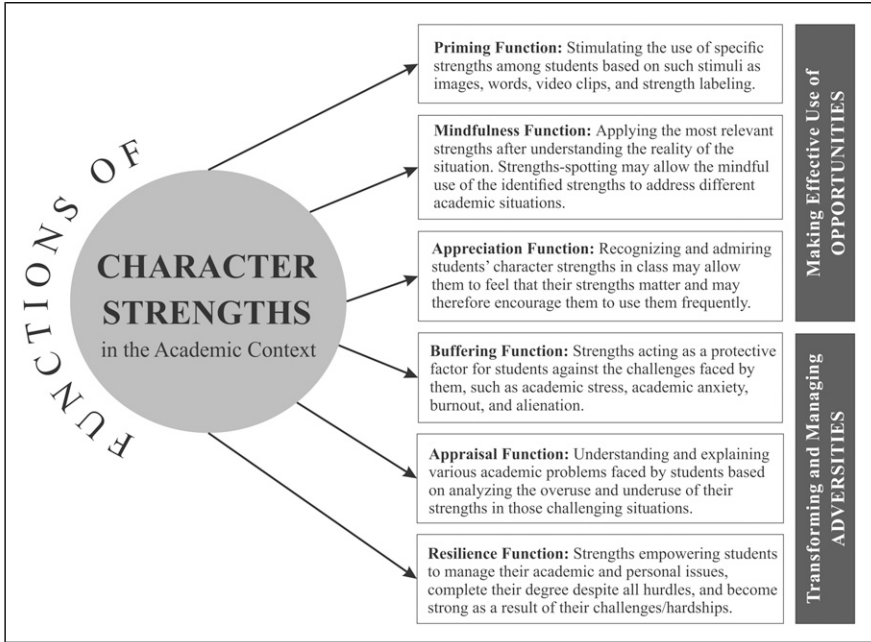 FUNCTIONS OF
CHARACTER
STRENGTHS
in the Academic Context
Priming Function: Stimulating the use of specific
strengths among students based on such stimuli as
images, words, video clips, and strength labeling.
Mindfulness Function: Applying the most relevant
strengths after understanding the reality of the
situation. Strengths-spotting may allow the mindful
use of the identified strengths to address different
academic situations.
Appreciation Function: Recognizing and admiring
students’ character strengths in class may allow
them to feel that their strengths matter and may
therefore encourage them to use them frequently.
Buffering Function: Strengths acting as a protective
factor for students against the challenges faced by
them, such as academic stress, academic anxiety,
burnout, and alienation.
Appraisal Function: Understanding and explaining
various academic problems faced by students based
on analyzing the overuse and underuse of their
strengths in those challenging situations.
Resilience Function: Strengths empowering students
to manage their academic and personal issues,
complete their degree despite all hurdles, and become
strong as a result of their challenges/hardships.
Making Effective Use of
OPPORTUNITIES
Transforming and Managing
ADVERSITIES